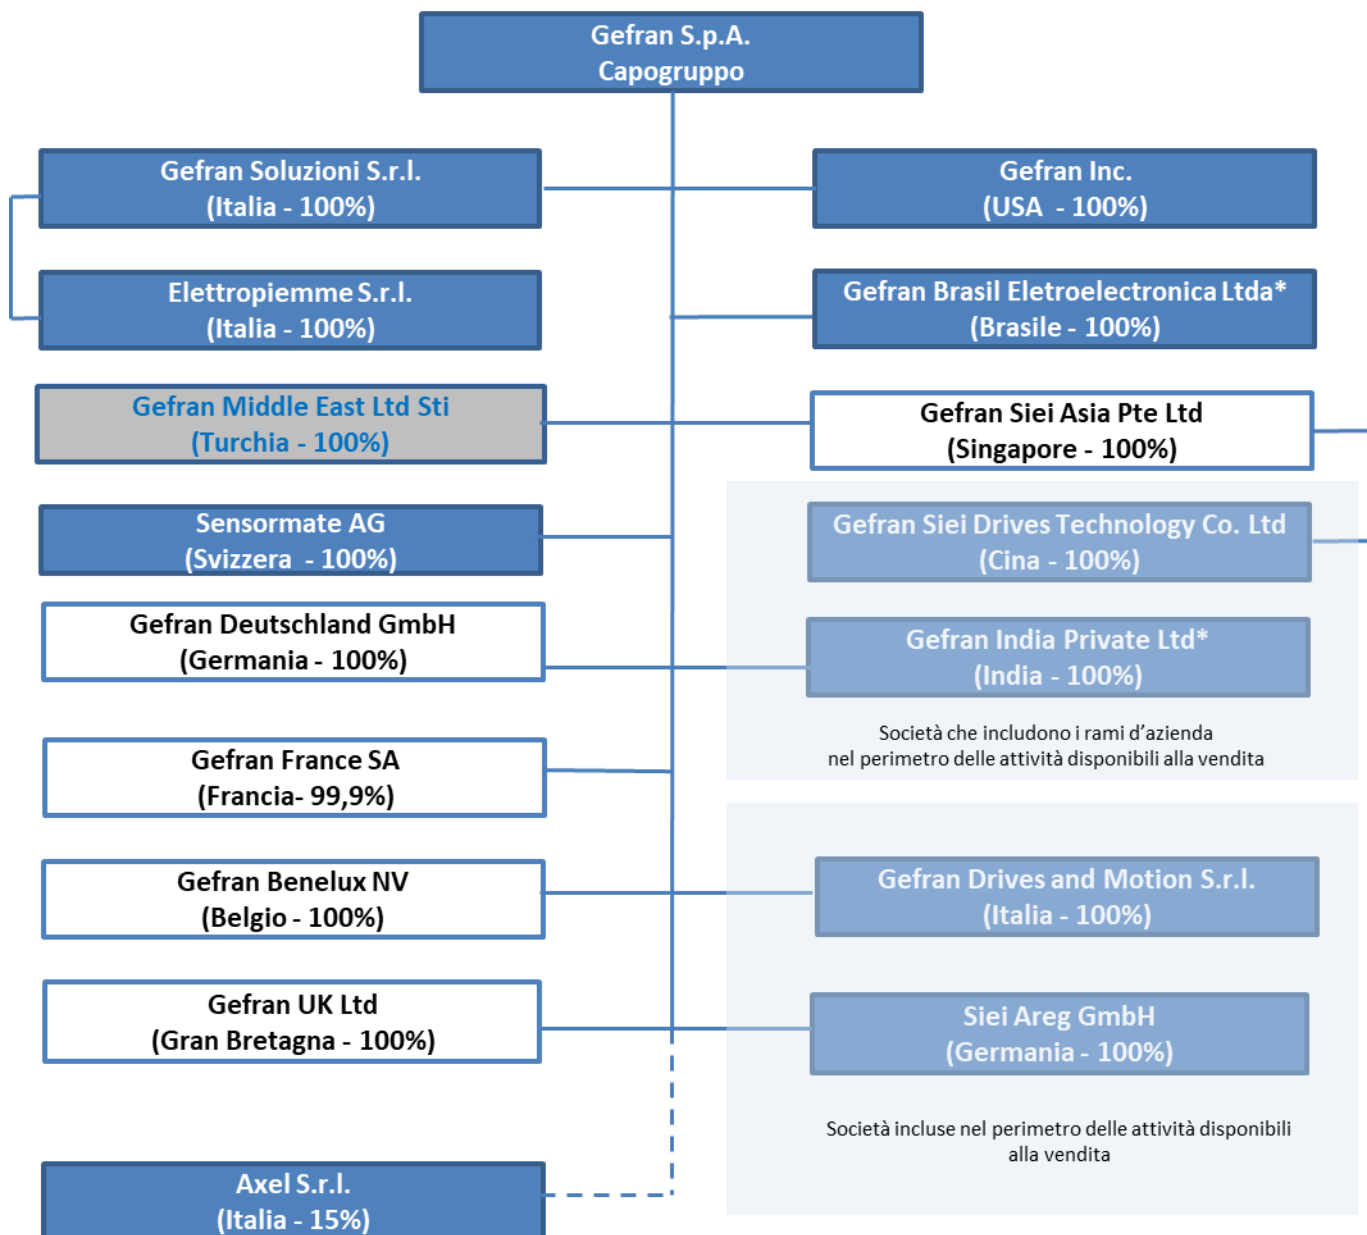 Gefran S.p.A.
Capogruppo
Gefran Soluzioni S.r.l.
(Italia - 100%)
Gefran Inc.
(USA - 100%)
Elettropiemme S.r.l.
(Italia - 100%)
Gefran Brasil Eletroelectronica Ltda*
(Brasile - 100%)
Gefran Middle East Ltd Sti
(Turchia - 100%)
Gefran Siei Asia Pte Ltd
(Singapore - 100%)
Sensormate AG
(Svizzera - 100%)
Gefran Siei Drives Technology Co. Ltd
(Cina - 100%)
Gefran Deutschland GmbH
(Germania - 100%)
Gefran India Private Ltd*
(India - 100%)
Società che includono i rami d’azienda
nel perimetro delle attività disponibili alla vendita
Gefran France SA
(Francia- 99,9%)
Gefran Benelux NV
(Belgio - 100%)
Gefran Drives and Motion S.r.l.
(Italia - 100%)
Gefran UK Ltd
(Gran Bretagna - 100%)
Siei Areg GmbH
(Germania - 100%)
Società incluse nel perimetro delle attività disponibili
alla vendita
Axel S.r.l.
(Italia - 15%)